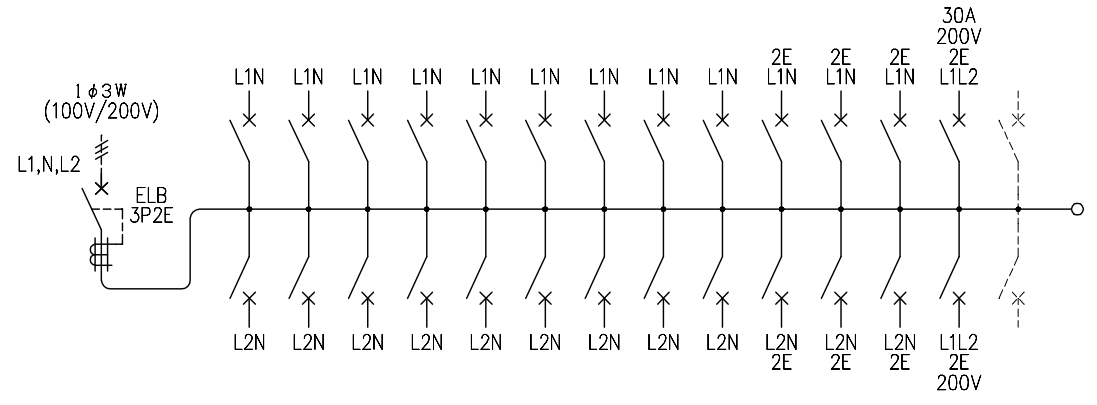 30A
200V
2E 2E 2E 2E
L1N L1N L1N L1N L1N L1N L1N L1N L1N L1N L1N L1N L1L2
1φ3W
(100V/200V)
L1,N,L2
ELB
3P2E
L2N L2N L2N L2N L2N L2N L2N L2N L2N L2N L2N L2N L1L2
2E 2E 2E 2E
200V